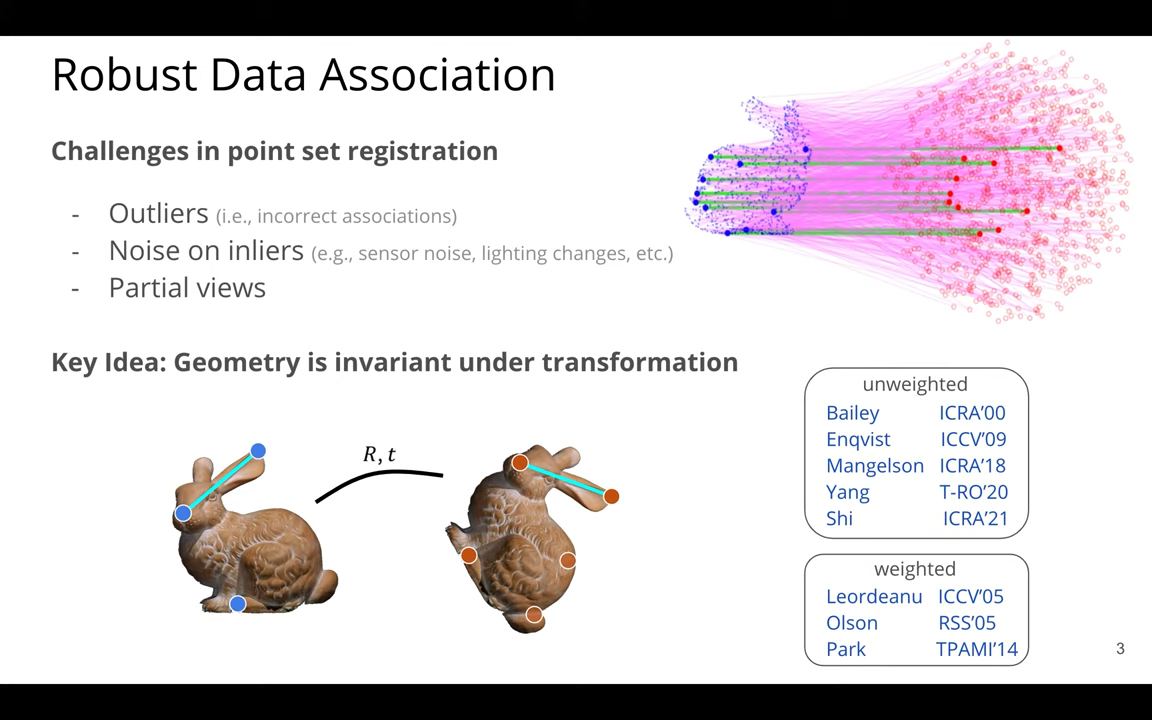 Robust Data Association
Challenges in point set registration
- Outliers (i.e., incorrect associations)
- Noise on inliers (e.g., sensor noise, lighting changes, etc.)
- Partial views
Key Idea: Geometry is invariant under transformation
R, t
unweighted
Bailey ICRA’00
Enqvist ICCV’09
Mangelson ICRA’18
Yang T-RO’20
Shi ICRA’21
weighted
Leordeanu ICCV’05
Olson RSS’05
Park TPAMI’14
3